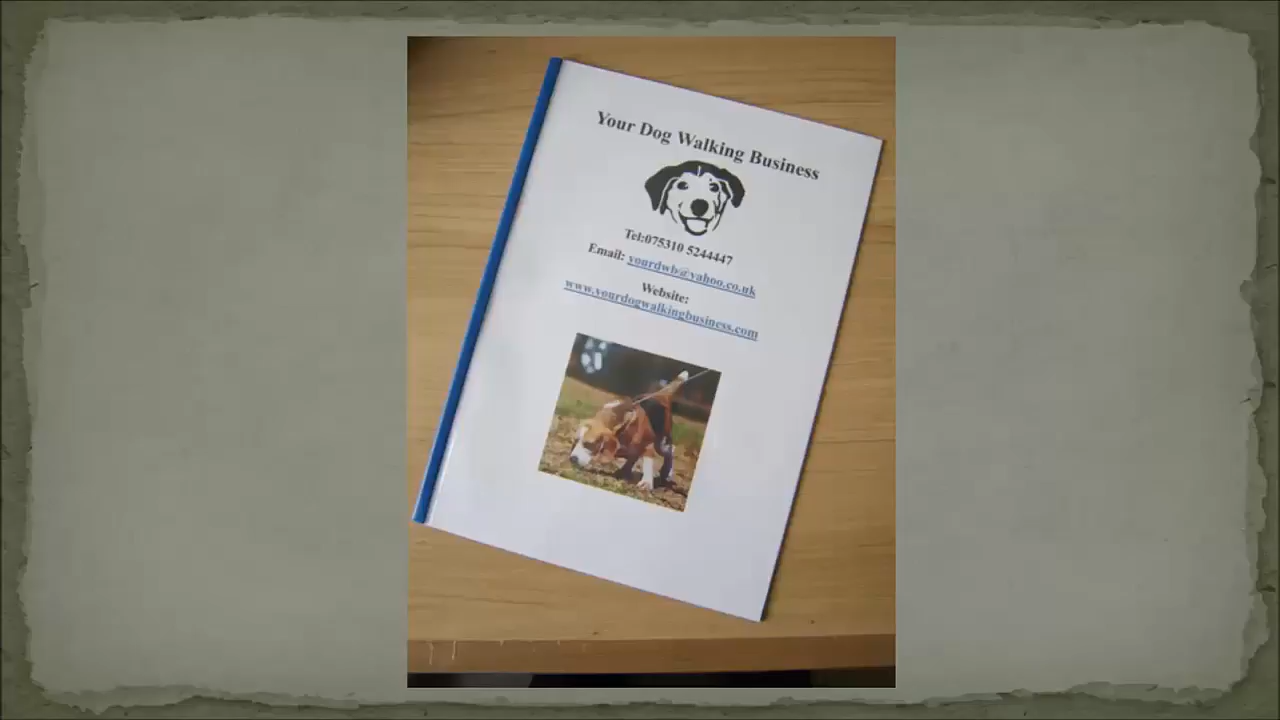 Your Dog Walking Business
Tel:075310 5244447
Email: yourdwb@yahoo.co.uk
Website:
www.yourdogwalkingbusiness.com